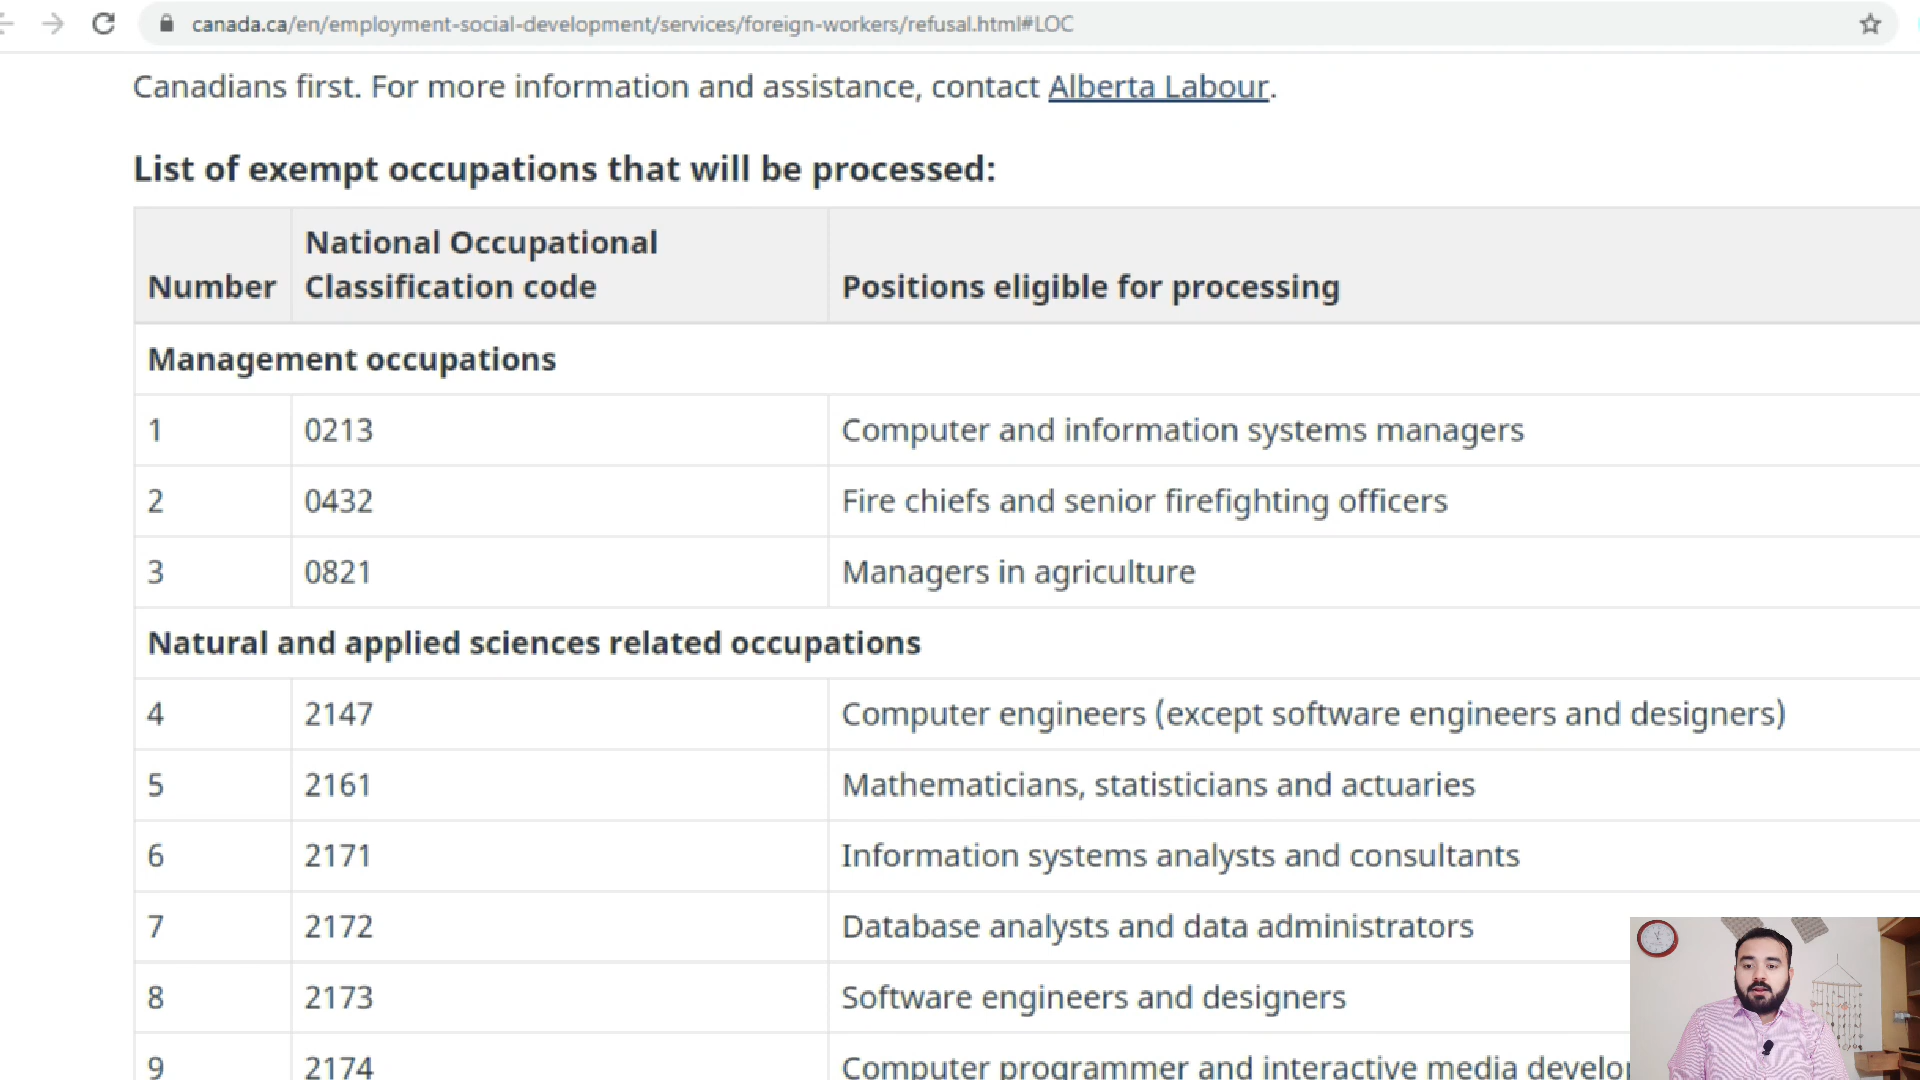 canada.ca/en/employment-social-development/services/foreign-workers/refusal.html#LOC
Canadians first. For more information and assistance, contact Alberta Labour.
List of exempt occupations that will be processed:
Number
National Occupational
Classification code
Positions eligible for processing
Management occupations
1 0213 Computer and information systems managers
2 0432 Fire chiefs and senior firefighting officers
3 0821 Managers in agriculture
Natural and applied sciences related occupations
4 2147 Computer engineers (except software engineers and designers)
5 2161 Mathematicians, statisticians and actuaries
6 2171 Information systems analysts and consultants
7 2172 Database analysts and data administrators
8 2173 Software engineers and designers
9 2174 Computer programmer and interactive media